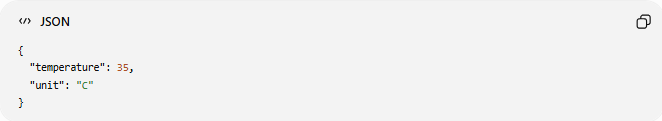 JSON
{
  "temperature": 35,
  "unit": "C"
}